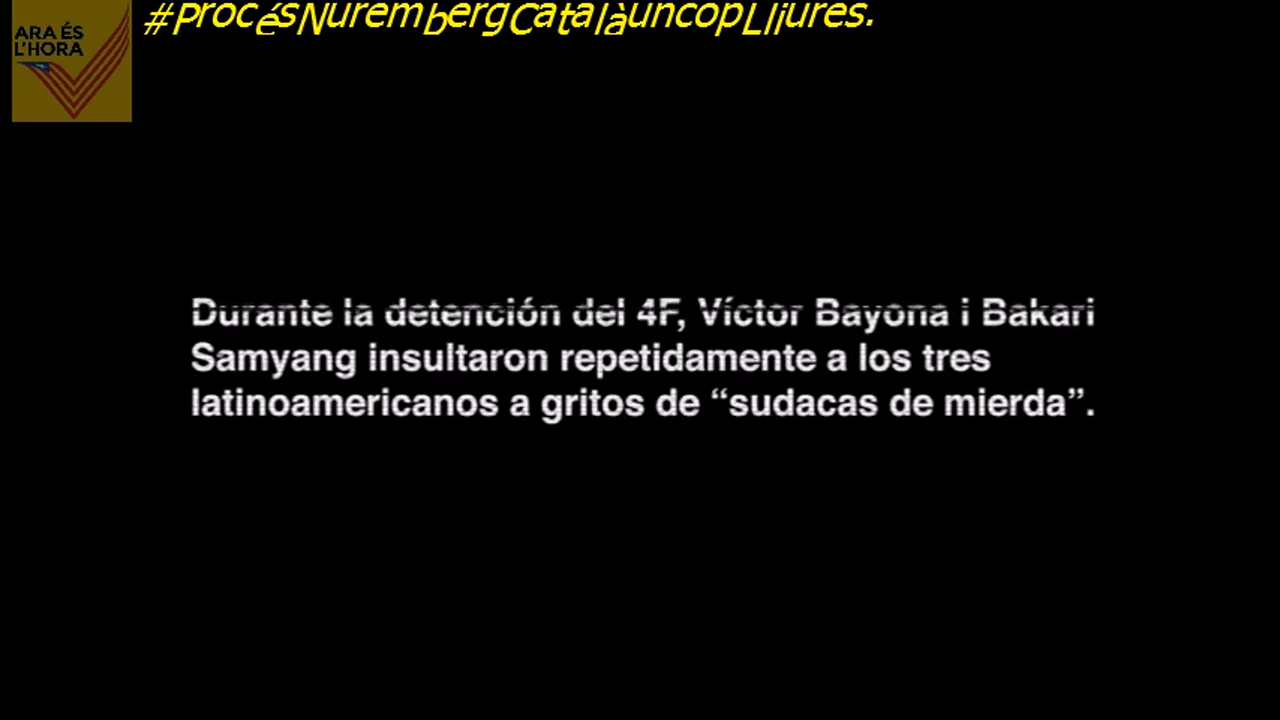 #ProcésNurembergCatalàuncopLliures.
ARA ÉS
L'HORA
Durante la detención del 4F, Víctor Bayona i Bakari
Samyang insultaron repetidamente a los tres
latinoamericanos a gritos de “sudacas de mierda”.